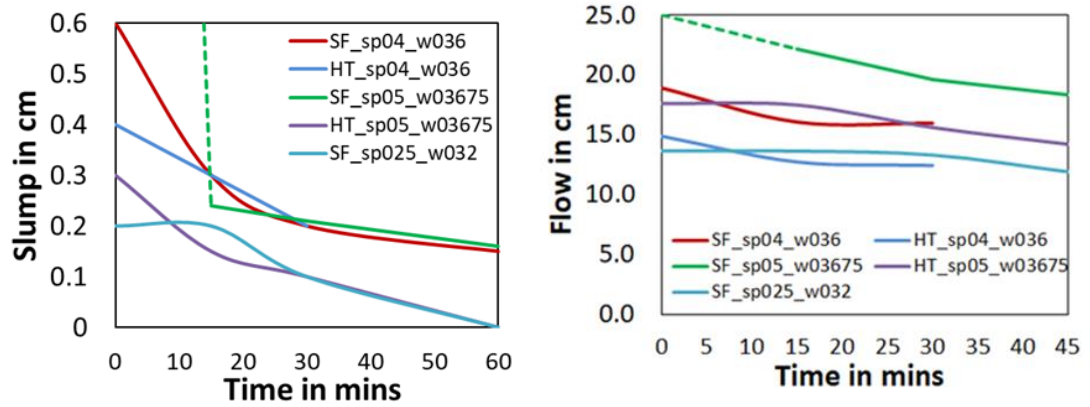 Slump in cm
0.6
0.5
0.4
0.3
0.2
0.1
0
SF_sp04_w036
HT_sp04_w036
SF_sp05_w03675
HT_sp05_w03675
SF_sp025_w032
0 10 20 30 40 50 60
Time in mins
Flow in cm
25.0
20.0
15.0
10.0
5.0
0.0
SF_sp04_w036 HT_sp04_w036
SF_sp05_w03675 HT_sp05_w03675
SF_sp025_w032
0 5 10 15 20 25 30 35 40 45
Time in mins